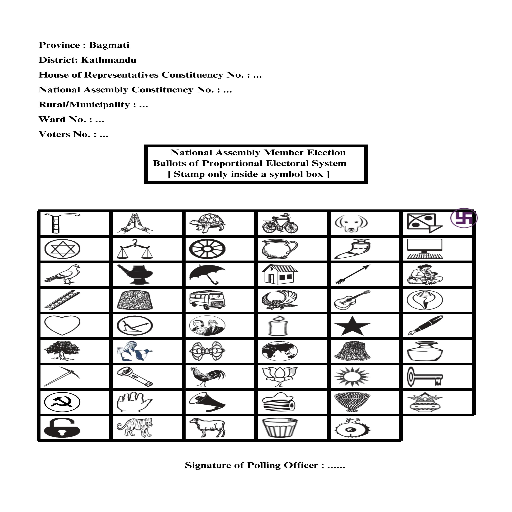 Province : Bagmati
District: Kathmandu
House of Representatives Constituency No. : ...
National Assembly Constituency No. : ...
Rural/Municipality : ...
Ward No. : ...
Voters No. : ...
National Assembly Member Election
Ballots of Proportional Electoral System
[ Stamp only inside a symbol box ]
Signature of Polling Officer : ......